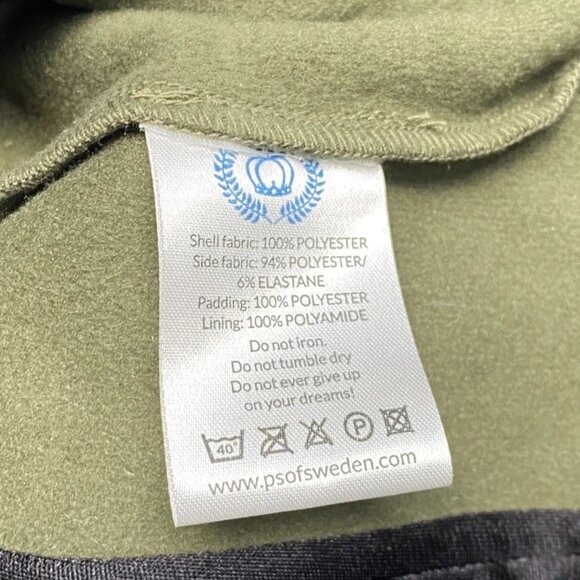 Shell fabric: 100% POLYESTER
Side fabric: 94% POLYESTER/
6% ELASTANE
Padding: 100% POLYESTER
Lining: 100% POLYAMIDE
Do not iron.
Do not tumble dry
Do not ever give up
on your dreams!
40° P
www.psofsweden.com